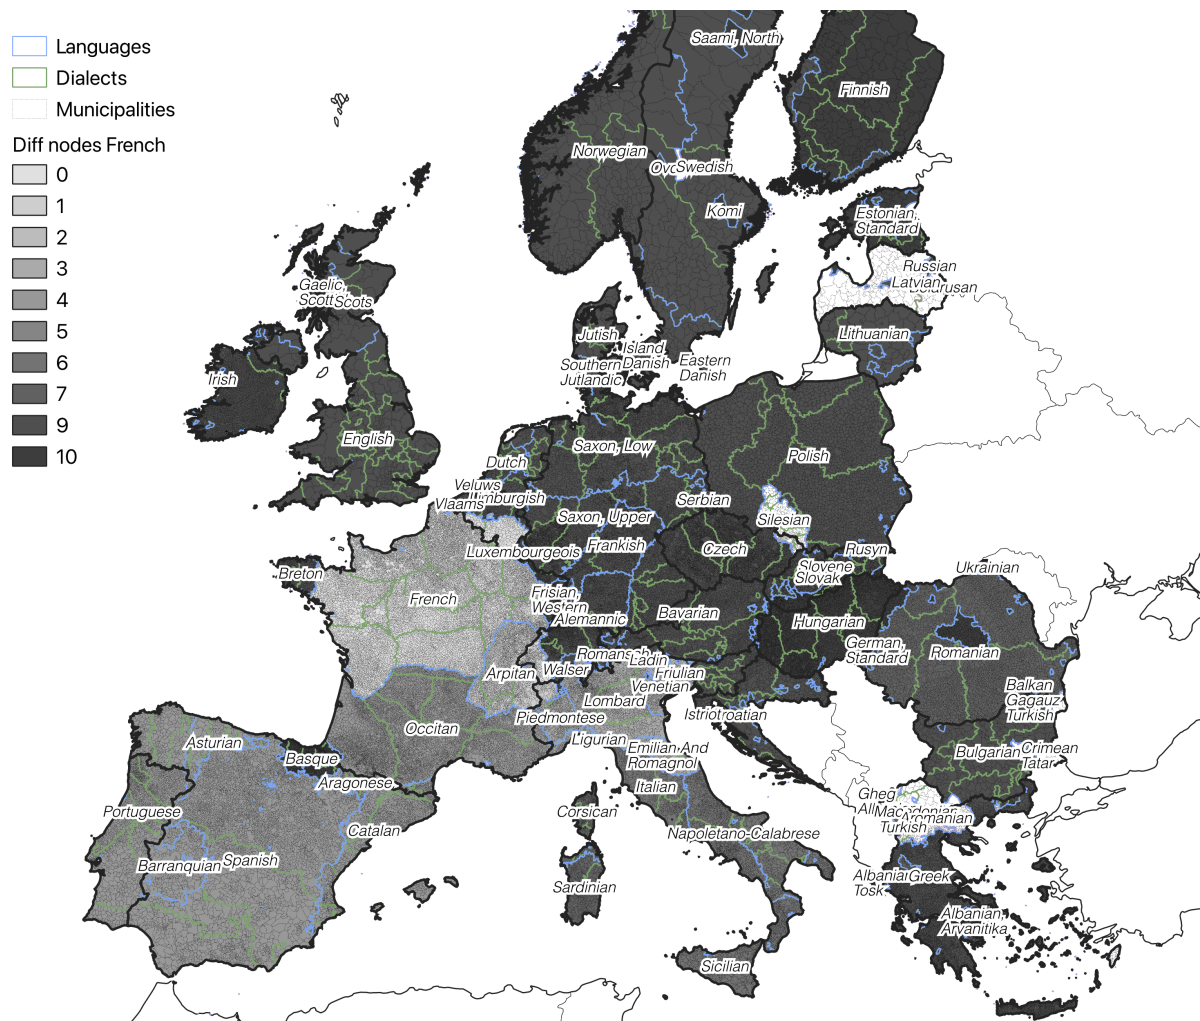 Languages
Dialects
Municipalities
Diff nodes French
0
1
2
3
4
5
6
7
9
10
Saami, North
Finnish
Norwegian
Swedish
Komi
Estonian,
Standard
Russian
Latvian
Lithuanian
Gaelic,
Scots
Irish
English
Jutish
Island
Danish
Southern
Jutlandic
Eastern
Danish
Saxon, Low
Polish
Dutch
Veluws
Vlaams
Serbian
Silesian
Saxon, Upper
Luxembourgeois
Frankish
Czech
Rusyn
Slovene
Slovak
Ukrainian
Breton
French
Frisian,
Western
Alemannic
Bavarian
Hungarian
German,
Standard
Romanian
Ladin
Walser
Friulian
Venetian
Arpitan
Lombard
Piedmontese
Balkan
Gagauz
Turkish
Occitan
Ligurian
Asturian
Basque
Aragonese
Emilian And
Romagnol
Bulgarian
Crimean
Tatar
Italian
Gheg,
Portuguese
Corsican
Catalan
Napoletano-Calabrese
Turkish
Barranquian
Spanish
Sardinian
Greek
Tosk
Albanian,
Arvanitika
Sicilian